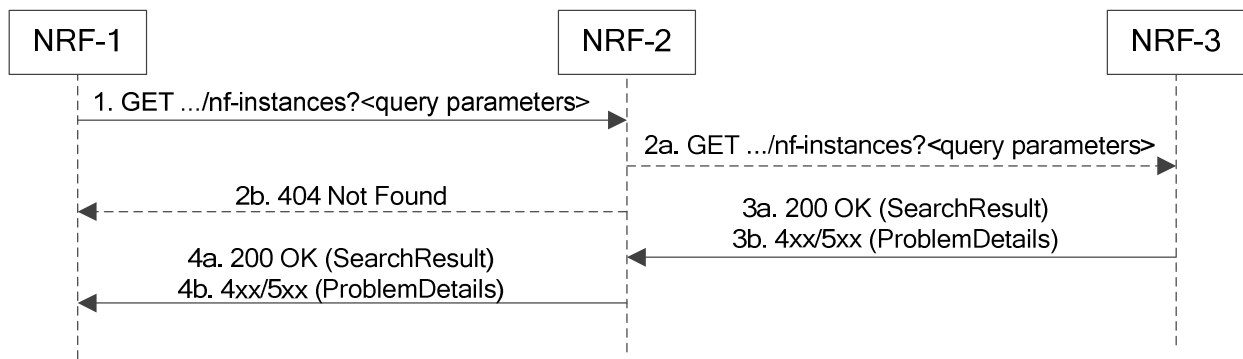 NRF-1
NRF-2
NRF-3
1. GET .../nf-instances?<query parameters>
2a. GET .../nf-instances?<query parameters>
2b. 404 Not Found
3a. 200 OK (SearchResult)
3b. 4xx/5xx (ProblemDetails)
4a. 200 OK (SearchResult)
4b. 4xx/5xx (ProblemDetails)